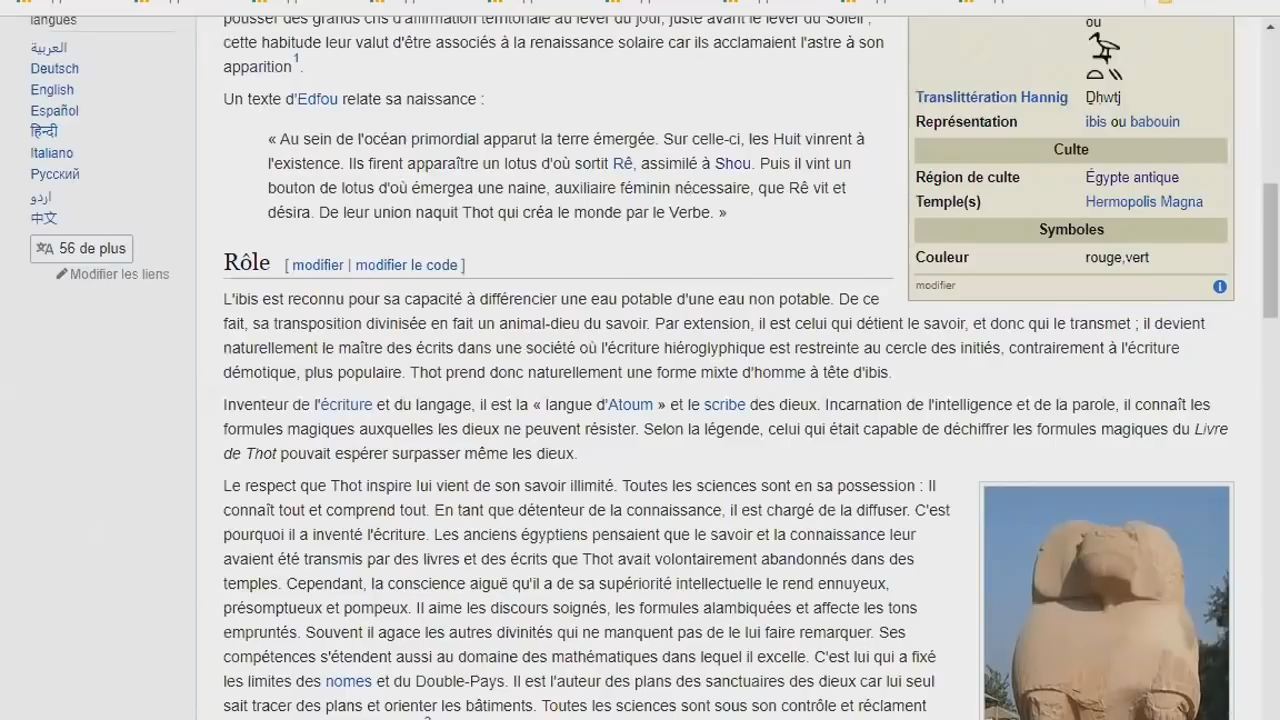 langues
العربية
Deutsch
English
Español
हिन्दी
Italiano
Русский
اردو
中文
56 de plus
Modifier les liens
pousser des grands cris d'affirmation territoriale au lever du jour, juste avant le lever du Soleil ;
cette habitude leur valut d'être associés à la renaissance solaire car ils acclamaient l'astre à son
apparition 1.
Un texte d'Edfou relate sa naissance :
« Au sein de l'océan primordial apparut la terre émergée. Sur celle-ci, les Huit vinrent à
l'existence. Ils firent apparaître un lotus d'où sortit Rê, assimilé à Shou. Puis il vint un
bouton de lotus d'où émergea une naine, auxiliaire féminin nécessaire, que Rê vit et
désira. De leur union naquit Thot qui créa le monde par le Verbe. »
ou
Translittération Hannig Ḏḥwtj
Représentation ibis ou babouin
Culte
Région de culte Égypte antique
Temple(s) Hermopolis Magna
Symboles
Couleur rouge,vert
modifier
Rôle [ modifier | modifier le code ]
L'ibis est reconnu pour sa capacité à différencier une eau potable d'une eau non potable. De ce
fait, sa transposition divinisée en fait un animal-dieu du savoir. Par extension, il est celui qui détient le savoir, et donc qui le transmet ; il devient
naturellement le maître des écrits dans une société où l'écriture hiéroglyphique est restreinte au cercle des initiés, contrairement à l'écriture
démotique, plus populaire. Thot prend donc naturellement une forme mixte d'homme à tête d'ibis.
Inventeur de l'écriture et du langage, il est la « langue d'Atoum » et le scribe des dieux. Incarnation de l'intelligence et de la parole, il connaît les
formules magiques auxquelles les dieux ne peuvent résister. Selon la légende, celui qui était capable de déchiffrer les formules magiques du Livre
de Thot pouvait espérer surpasser même les dieux.
Le respect que Thot inspire lui vient de son savoir illimité. Toutes les sciences sont en sa possession : Il
connaît tout et comprend tout. En tant que détenteur de la connaissance, il est chargé de la diffuser. C'est
pourquoi il a inventé l'écriture. Les anciens égyptiens pensaient que le savoir et la connaissance leur
avaient été transmis par des livres et des écrits que Thot avait volontairement abandonnés dans des
temples. Cependant, la conscience aiguë qu'il a de sa supériorité intellectuelle le rend ennuyeux,
présomptueux et pompeux. Il aime les discours soignés, les formules alambiquées et affecte les tons
empruntés. Souvent il agace les autres divinités qui ne manquent pas de le lui faire remarquer. Ses
compétences s'étendent aussi au domaine des mathématiques dans lequel il excelle. C'est lui qui a fixé
les limites des nomes et du Double-Pays. Il est l'auteur des plans des sanctuaires des dieux car lui seul
sait tracer des plans et orienter les bâtiments. Toutes les sciences sont sous son contrôle et réclament